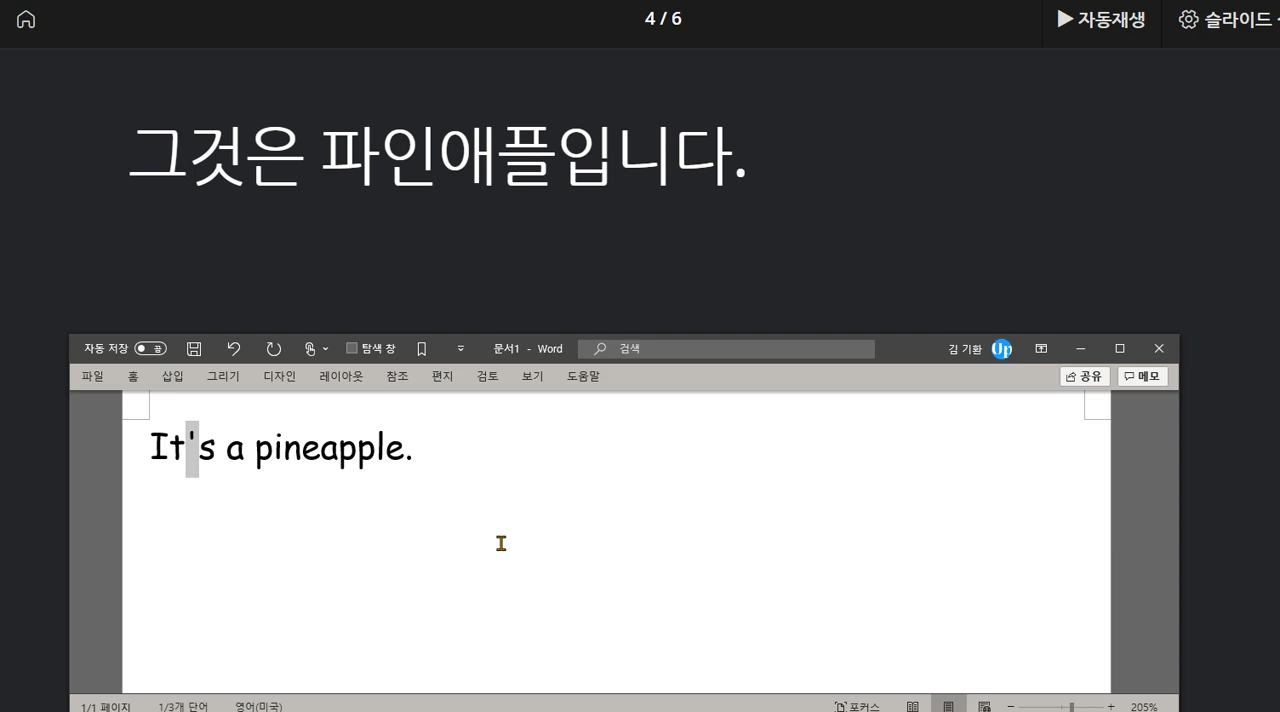 4 / 6
자동재생
슬라이드
그것은 파인애플입니다.
자동 저장 끔
탐색 창
문서1 - Word
검색
김 기환
Up
파일 홈 삽입 그리기 디자인 레이아웃 참조 편지 검토 보기 도움말
공유 메모
It's a pineapple.
1/1 페이지 1/3개 단어 영어(미국)
포커스
205%